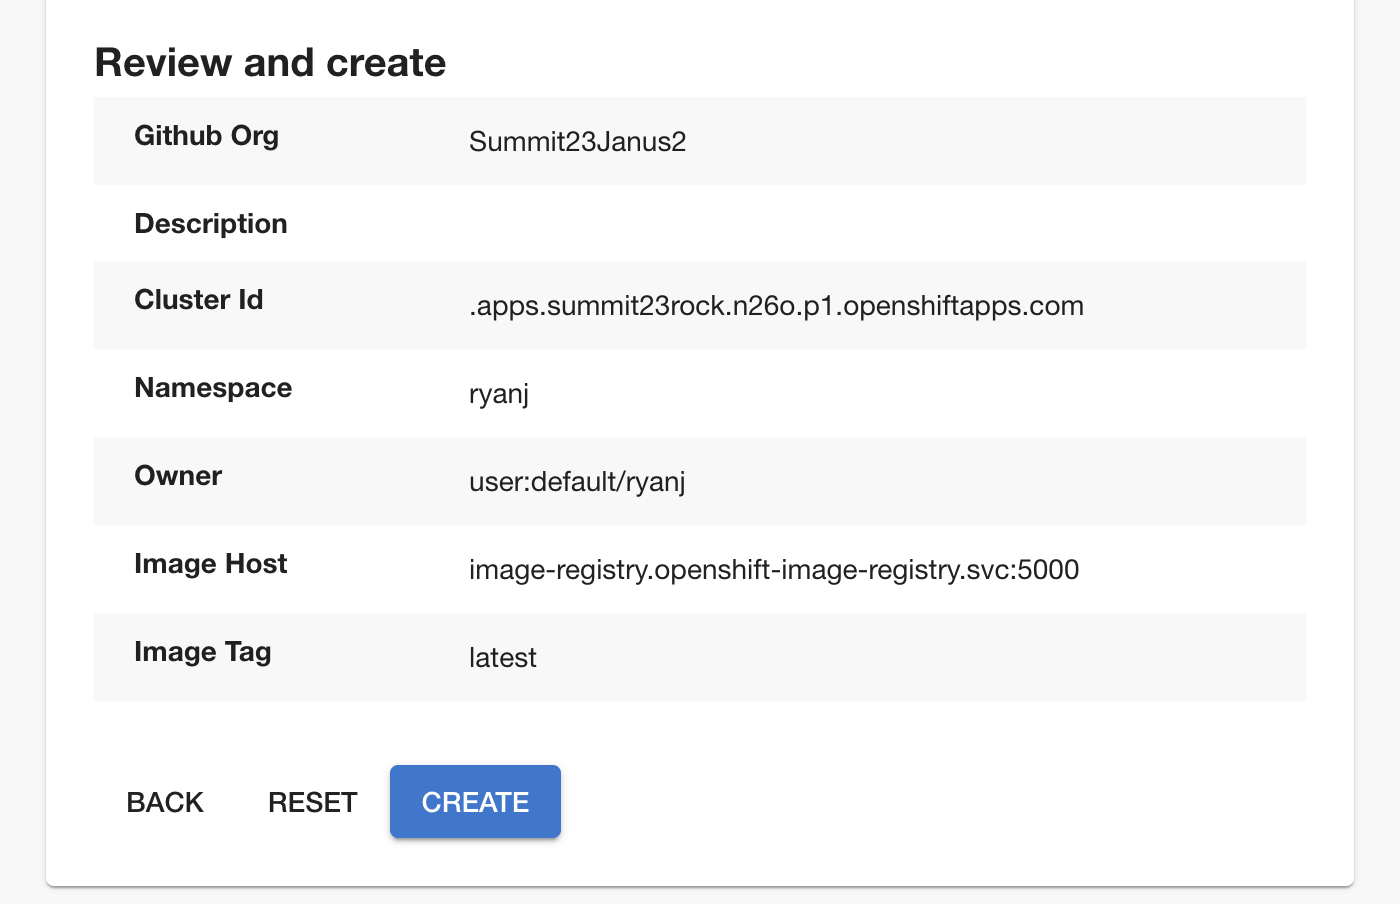 Review and create
Github Org Summit23Janus2
Description
Cluster Id .apps.summit23rock.n26o.p1.openshiftapps.com
Namespace ryanj
Owner user:default/ryanj
Image Host image-registry.openshift-image-registry.svc:5000
Image Tag latest
BACK RESET CREATE